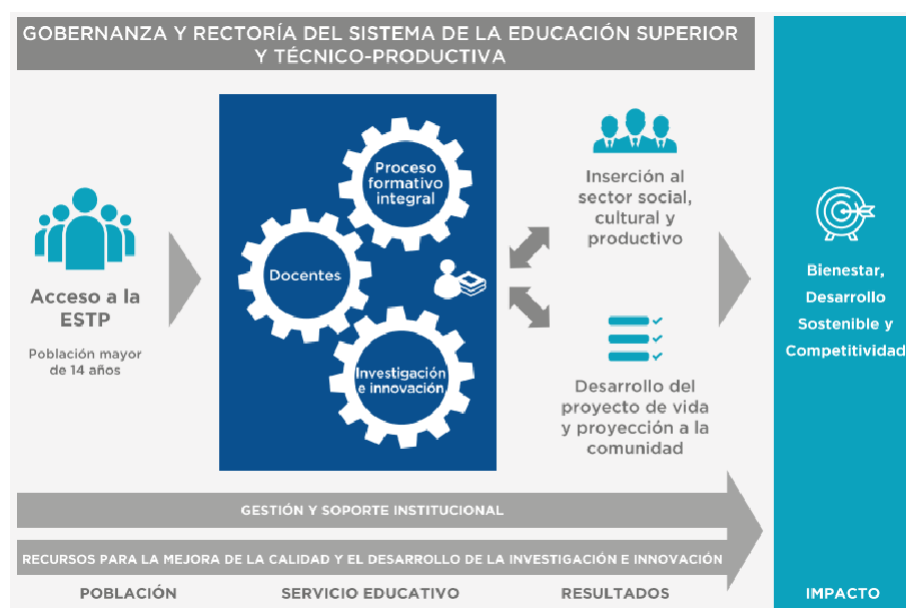 GOBERNANZA Y RECTORÍA DEL SISTEMA DE LA EDUCACIÓN SUPERIOR
Y TÉCNICO-PRODUCTIVA
Acceso a la
ESTP
Población mayor
de 14 años
Proceso
formativo
integral
Docentes
Investigación
e innovación
Inserción al
sector social,
cultural y
productivo
Desarrollo del
proyecto de vida
y proyección a la
comunidad
Bienestar,
Desarrollo
Sostenible y
Competitividad
GESTIÓN Y SOPORTE INSTITUCIONAL
RECURSOS PARA LA MEJORA DE LA CALIDAD Y EL DESARROLLO DE LA INVESTIGACIÓN E INNOVACIÓN
POBLACIÓN
SERVICIO EDUCATIVO
RESULTADOS
IMPACTO